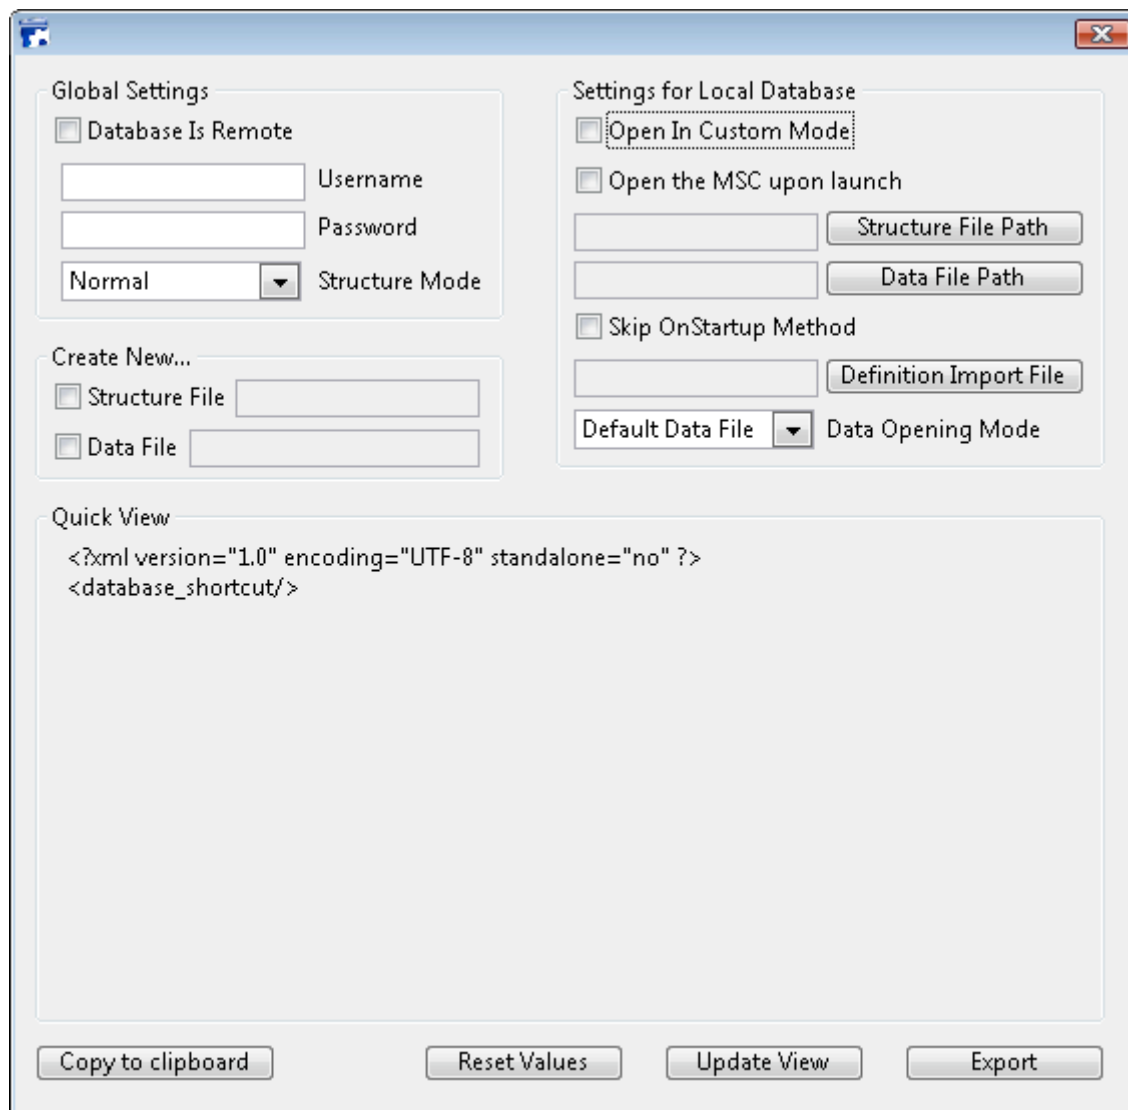 Global Settings
Database Is Remote
Username
Password
Normal
Structure Mode
Create New...
Structure File
Data File
Settings for Local Database
Open In Custom Mode
Open the MSC upon launch
Structure File Path
Data File Path
Skip OnStartup Method
Definition Import File
Default Data File
Data Opening Mode
Quick View
<?xml version="1.0" encoding="UTF-8" standalone="no" ?>
<database_shortcut/>
Copy to clipboard
Reset Values
Update View
Export